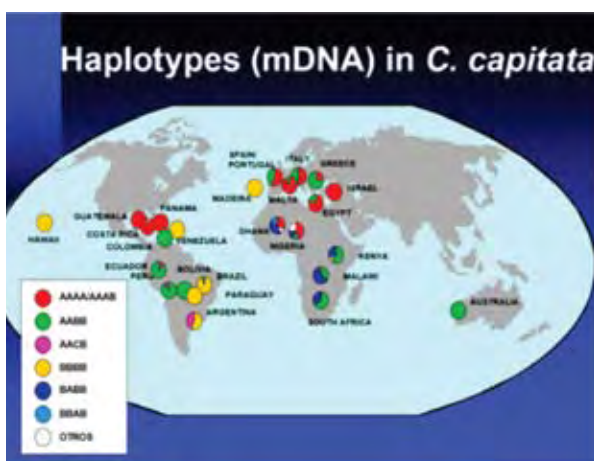 Haplotypes (mDNA) in C. capitata
SPAIN
PORTUGAL
ITALY
GREECE
MADEIRA
MALTA
ISRAEL
EGYPT
GUATEMALA
PANAMA
COSTA RICA
COLOMBIA
VENEZUELA
HAWAII
GHANA
NIGERIA
KENYA
MALAWI
ECUADOR
PERU
BOLIVIA
BRAZIL
PARAGUAY
ARGENTINA
SOUTH AFRICA
AUSTRALIA
AAAA/AAAB
AABB
AACB
BBBB
BABB
BBAB
OTROS